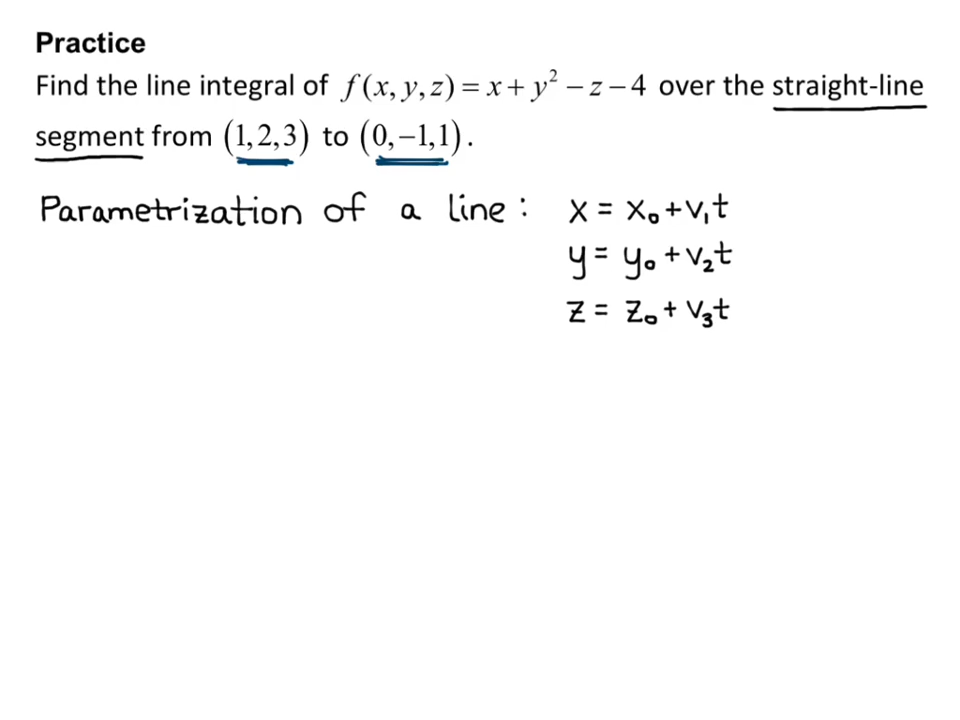 Practice
Find the line integral of f(x, y, z) = x + y² − z − 4 over the straight-line
segment from (1, 2, 3) to (0, −1, 1).
Parametrization of a line: x = x₀ + v₁t
y = y₀ + v₂t
z = z₀ + v₃t